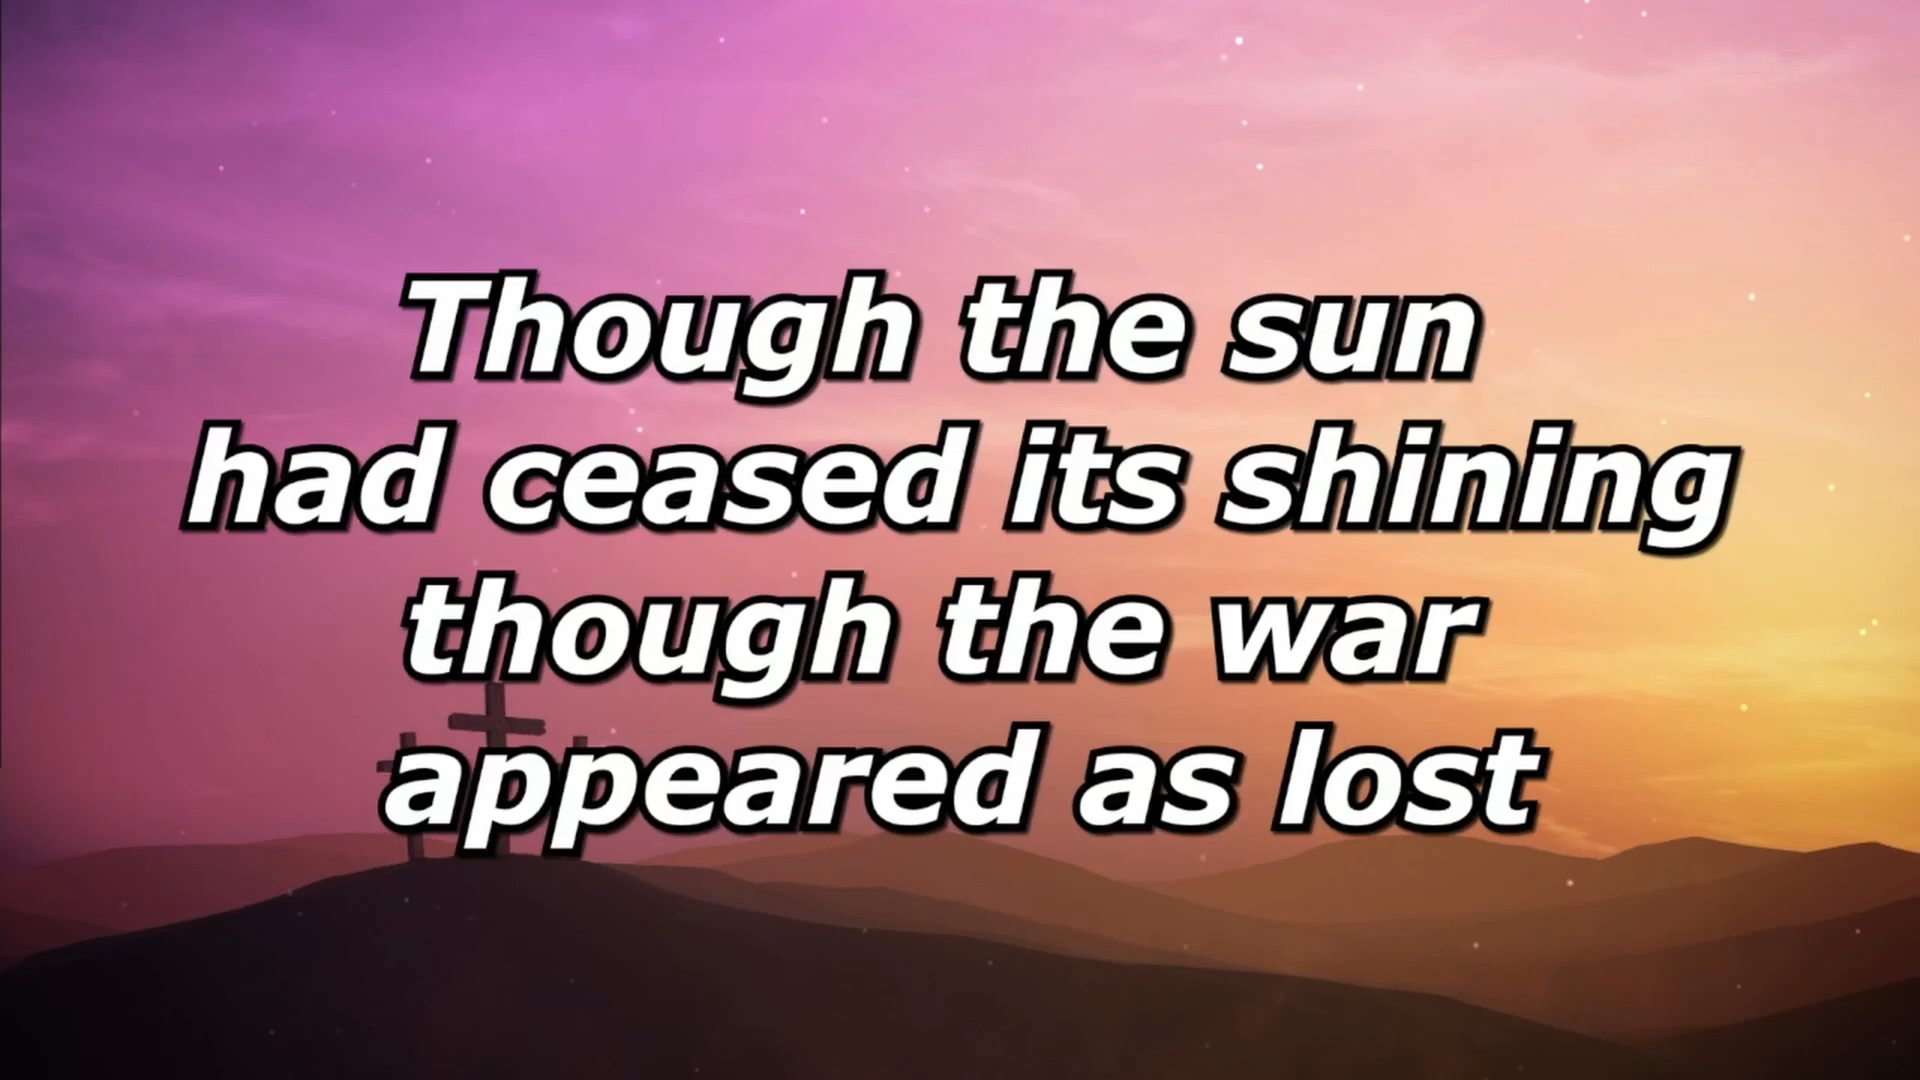 Though the sun
had ceased its shining
though the war
appeared as lost